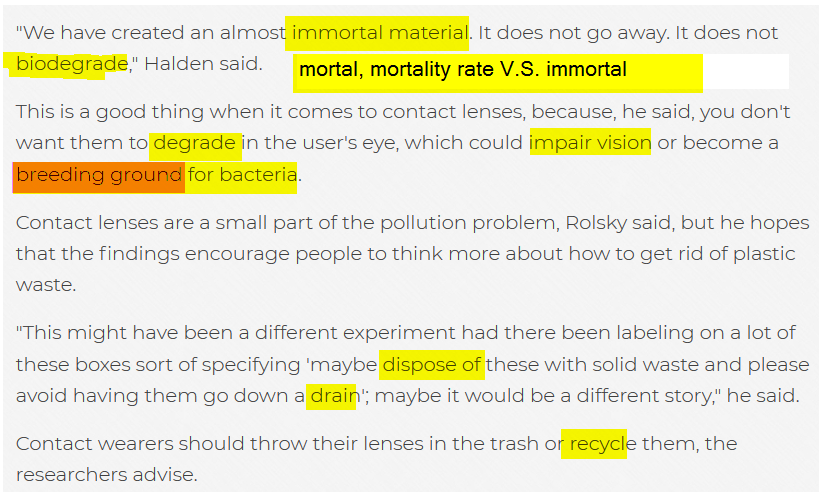 "We have created an almost immortal material. It does not go away. It does not
biodegrade," Halden said.
mortal, mortality rate V.S. immortal
This is a good thing when it comes to contact lenses, because, he said, you don't
want them to degrade in the user's eye, which could impair vision or become a
breeding ground for bacteria.
Contact lenses are a small part of the pollution problem, Rolsky said, but he hopes
that the findings encourage people to think more about how to get rid of plastic
waste.
"This might have been a different experiment had there been labeling on a lot of
these boxes sort of specifying 'maybe dispose of these with solid waste and please
avoid having them go down a drain'; maybe it would be a different story," he said.
Contact wearers should throw their lenses in the trash or recycle them, the
researchers advise.